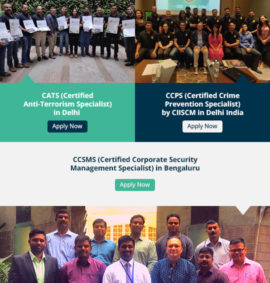 CATS (Certified
Anti-Terrorism Specialist)
in Delhi
Apply Now
CCPS (Certified Crime
Prevention Specialist)
by CIISCM in Delhi India
Apply Now
CCSMS (Certified Corporate Security
Management Specialist) in Bengaluru
Apply Now